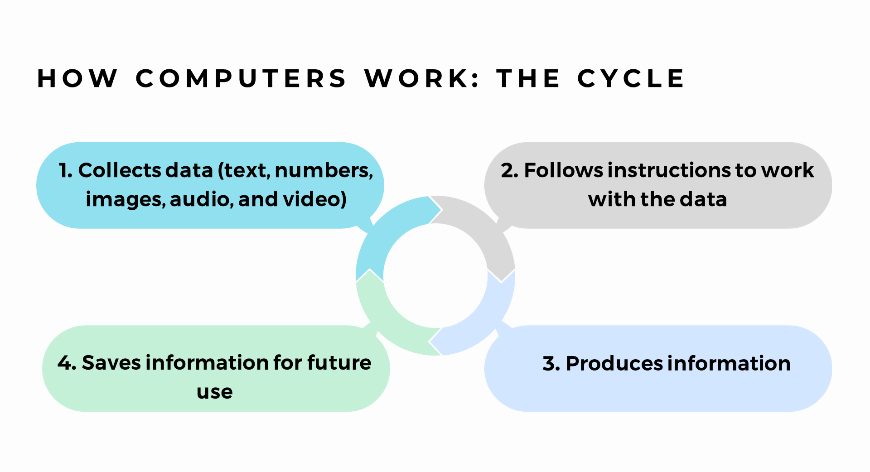 HOW COMPUTERS WORK: THE CYCLE
1. Collects data (text, numbers,
images, audio, and video)
2. Follows instructions to work
with the data
3. Produces information
4. Saves information for future
use